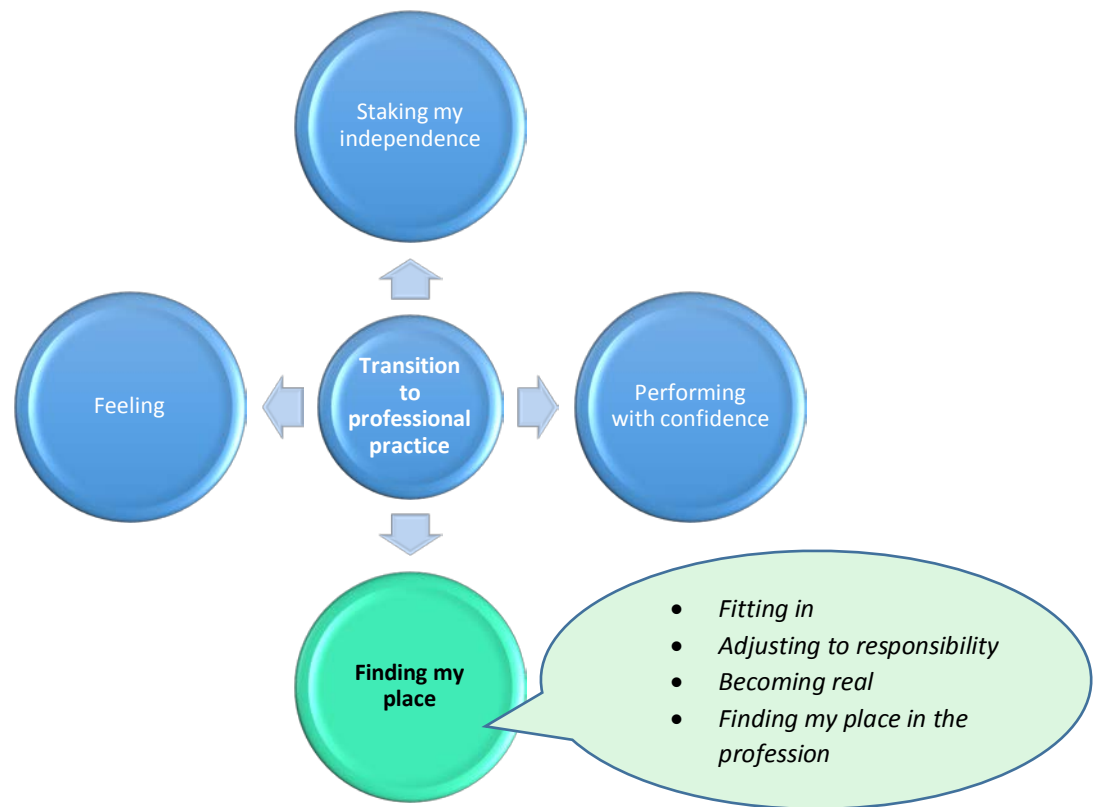 Staking my
independence
Feeling
Transition
to
professional
practice
Performing
with confidence
Finding my
place
• Fitting in
• Adjusting to responsibility
• Becoming real
• Finding my place in the
profession